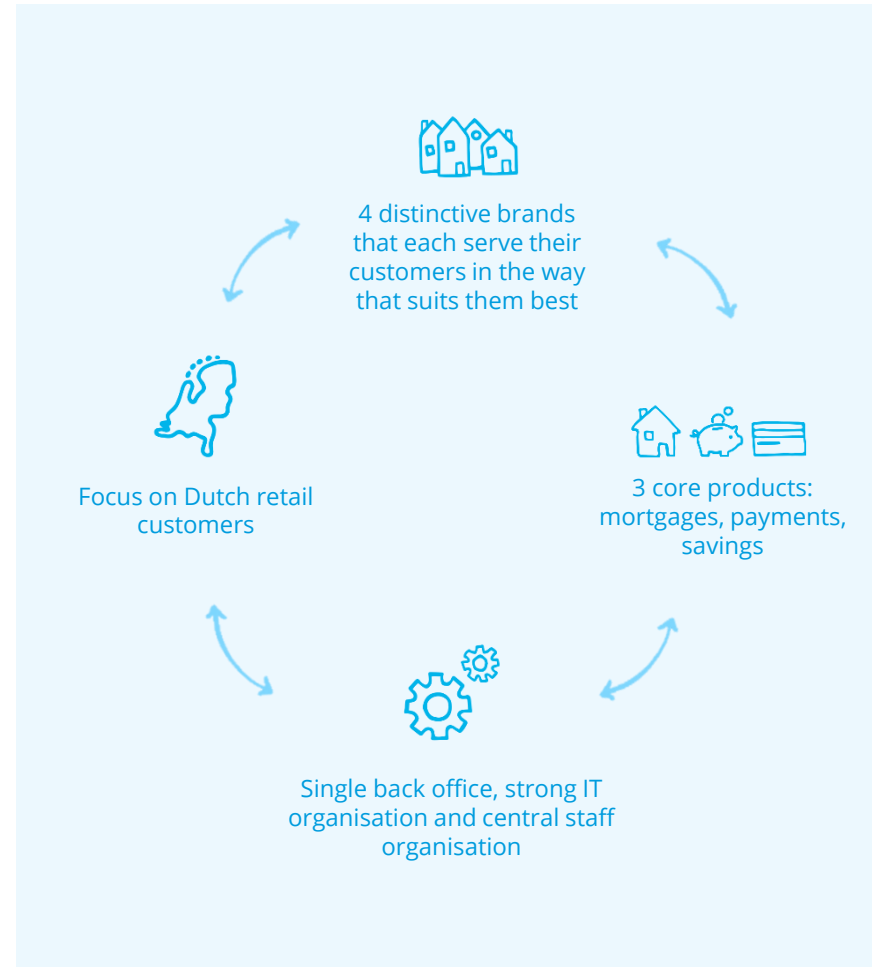 4 distinctive brands
that each serve their
customers in the way
that suits them best
Focus on Dutch retail
customers
3 core products:
mortgages, payments,
savings
Single back office, strong IT
organisation and central staff
organisation